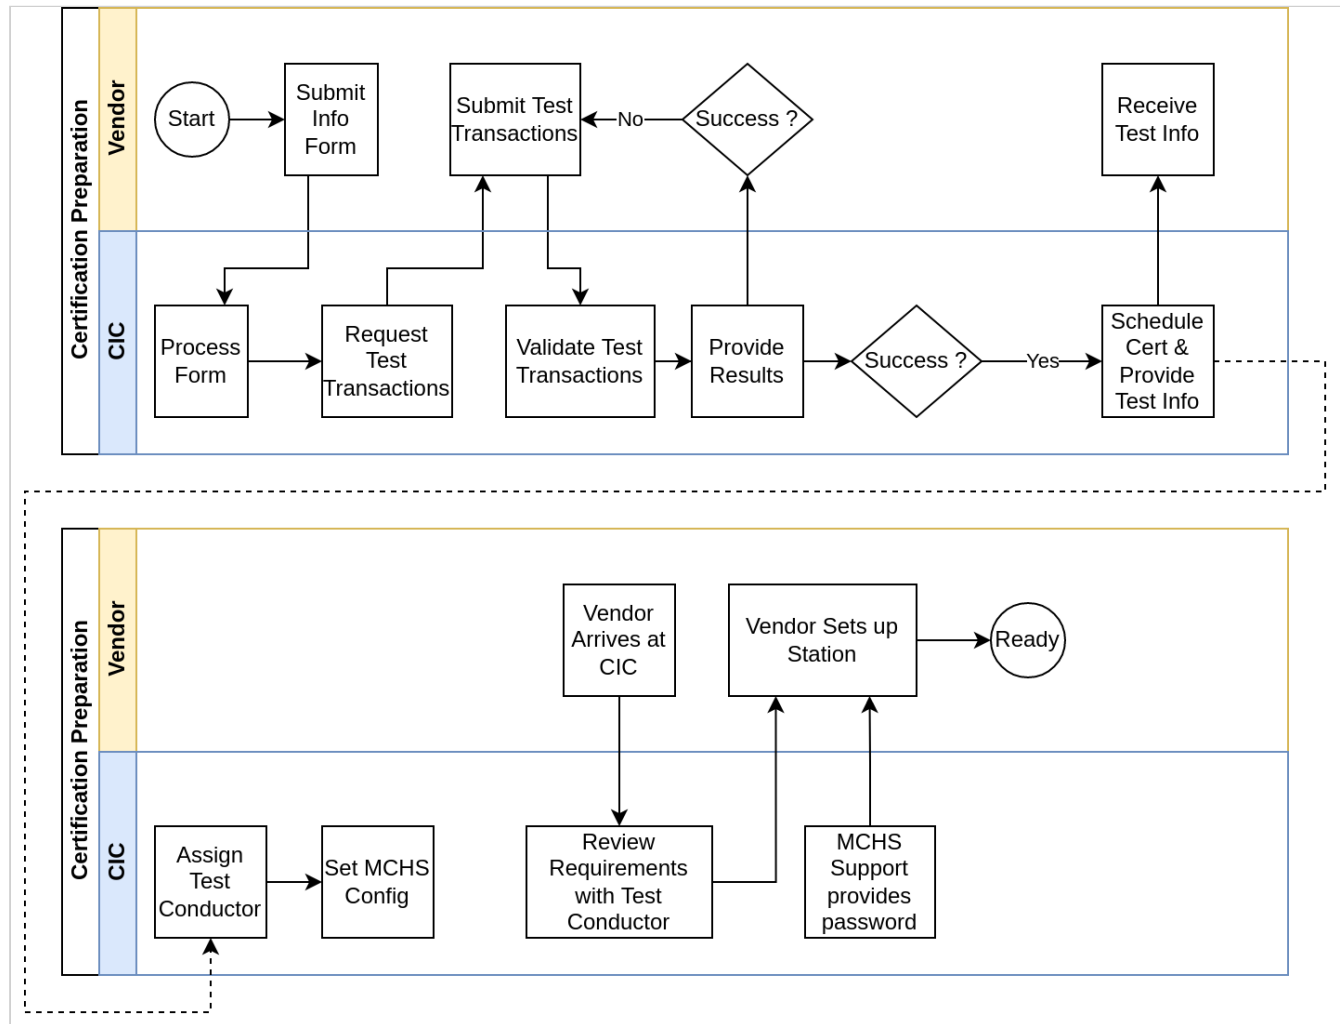 Certification Preparation
Vendor
Start
Submit
Info
Form
Submit Test
Transactions
No
Success ?
Receive
Test Info
CIC
Process
Form
Request
Test
Transactions
Validate Test
Transactions
Provide
Results
Success ?
Yes
Schedule
Cert &
Provide
Test Info
Certification Preparation
Vendor
Vendor
Arrives at
CIC
Vendor Sets up
Station
Ready
CIC
Assign
Test
Conductor
Set MCHS
Config
Review
Requirements
with Test
Conductor
MCHS
Support
provides
password